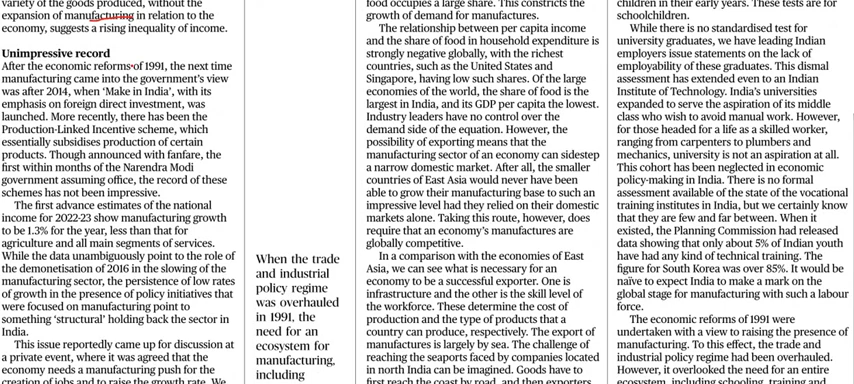 variety of the goods produced, without the
expansion of manufacturing in relation to the
economy, suggests a rising inequality of income.
Unimpressive record
After the economic reforms of 1991, the next time
manufacturing came into the government's view
was after 2014, when 'Make in India', with its
emphasis on foreign direct investment, was
launched. More recently, there has been the
Production-Linked Incentive scheme, which
essentially subsidises production of certain
products. Though announced with fanfare, the
first within months of the Narendra Modi
government assuming office, the record of these
schemes has not been impressive.
The first advance estimates of the national
income for 2022-23 show manufacturing growth
to be 1.3% for the year, less than that for
agriculture and all main segments of services.
While the data unambiguously point to the role of
the demonetisation of 2016 in the slowing of the
manufacturing sector, the persistence of low rates
of growth in the presence of policy initiatives that
were focused on manufacturing point to
something 'structural' holding back the sector in
India.
This issue reportedly came up for discussion at
a private event, where it was agreed that the
economy needs a manufacturing push for the
creation of jobs and to raise the growth rate. We
When the trade
and industrial
policy regime
was overhauled
in 1991, the
need for an
ecosystem for
manufacturing,
including
food occupies a large share. This constricts the
growth of demand for manufactures.
The relationship between per capita income
and the share of food in household expenditure is
strongly negative globally, with the richest
countries, such as the United States and
Singapore, having low such shares. Of the large
economies of the world, the share of food is the
largest in India, and its GDP per capita the lowest.
Industry leaders have no control over the
demand side of the equation. However, the
possibility of exporting means that the
manufacturing sector of an economy can sidestep
a narrow domestic market. After all, the smaller
countries of East Asia would never have been
able to grow their manufacturing base to such an
impressive level had they relied on their domestic
markets alone. Taking this route, however, does
require that an economy's manufactures are
globally competitive.
In a comparison with the economies of East
Asia, we can see what is necessary for an
economy to be a successful exporter. One is
infrastructure and the other is the skill level of
the workforce. These determine the cost of
production and the type of products that a
country can produce, respectively. The export of
manufactures is largely by sea. The challenge of
reaching the seaports faced by companies located
in north India can be imagined. Goods have to
first reach the coast by road, and then exporters
children in their early years. These tests are for
schoolchildren.
While there is no standardised test for
university graduates, we have leading Indian
employers issue statements on the lack of
employability of these graduates. This dismal
assessment has extended even to an Indian
Institute of Technology. India's universities
expanded to serve the aspiration of its middle
class who wish to avoid manual work. However,
for those headed for a life as a skilled worker,
ranging from carpenters to plumbers and
mechanics, university is not an aspiration at all.
This cohort has been neglected in economic
policy-making in India. There is no formal
assessment available of the state of the vocational
training institutes in India, but we certainly know
that they are few and far between. When it
existed, the Planning Commission had released
data showing that only about 5% of Indian youth
have had any kind of technical training. The
figure for South Korea was over 85%. It would be
naïve to expect India to make a mark on the
global stage for manufacturing with such a labour
force.
The economic reforms of 1991 were
undertaken with a view to raising the presence of
manufacturing. To this effect, the trade and
industrial policy regime had been overhauled.
However, it overlooked the need for an entire
ecosystem, including schooling, training and